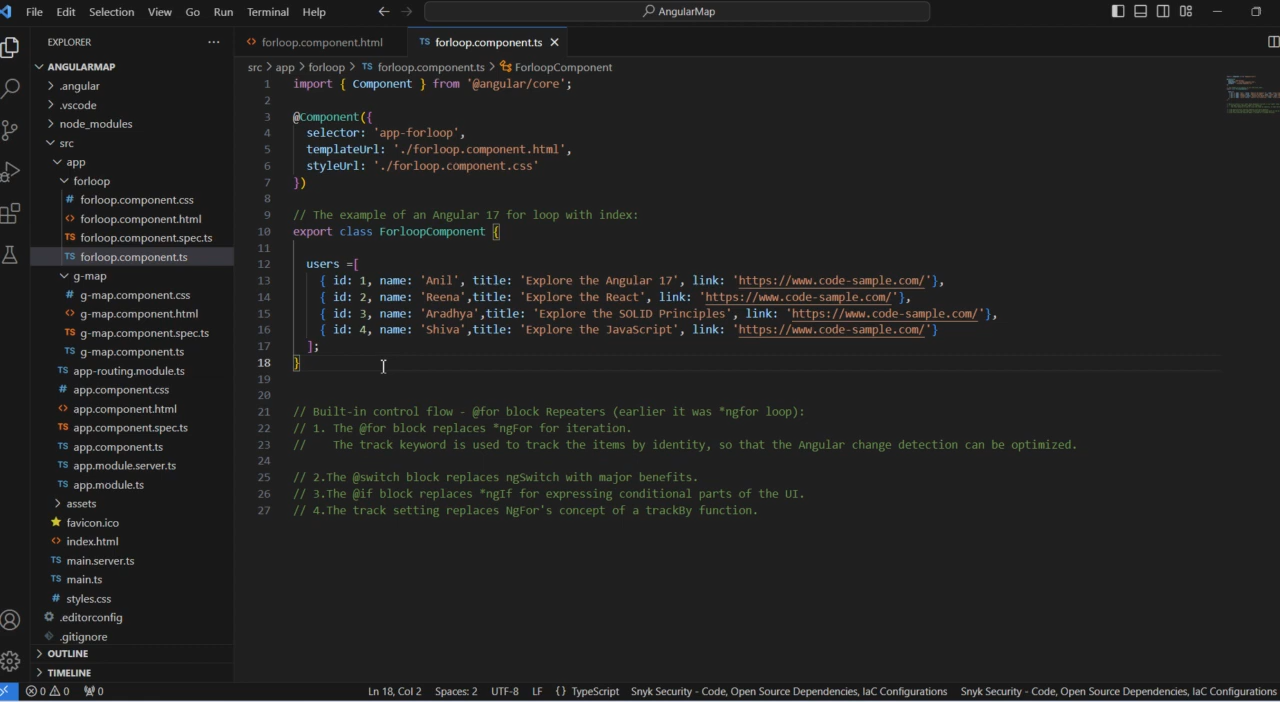 File Edit Selection View Go Run Terminal Help
AngularMap
EXPLORER
ANGULARMAP
.angular
.vscode
node_modules
src
app
forloop
# forloop.component.css
<> forloop.component.html
TS forloop.component.spec.ts
TS forloop.component.ts
g-map
# g-map.component.css
<> g-map.component.html
TS g-map.component.spec.ts
TS g-map.component.ts
TS app-routing.module.ts
# app.component.css
<> app.component.html
TS app.component.spec.ts
TS app.component.ts
TS app.module.server.ts
TS app.module.ts
assets
favicon.ico
<> index.html
TS main.server.ts
TS main.ts
# styles.css
.editorconfig
.gitignore
OUTLINE
TIMELINE
<> forloop.component.html
TS forloop.component.ts
src > app > forloop > TS forloop.component.ts > ForloopComponent
1 import { Component } from '@angular/core';
2
3 @Component({
4 selector: 'app-forloop',
5 templateUrl: './forloop.component.html',
6 styleUrl: './forloop.component.css'
7 })
8
9 // The example of an Angular 17 for loop with index:
10 export class ForloopComponent {
11
12 users =[
13 { id: 1, name: 'Anil', title: 'Explore the Angular 17', link: 'https://www.code-sample.com/'},
14 { id: 2, name: 'Reena',title: 'Explore the React', link: 'https://www.code-sample.com/'},
15 { id: 3, name: 'Aradhya',title: 'Explore the SOLID Principles', link: 'https://www.code-sample.com/'},
16 { id: 4, name: 'Shiva',title: 'Explore the JavaScript', link: 'https://www.code-sample.com/'}
17 ];
18 }
19
20
21 // Built-in control flow - @for block Repeaters (earlier it was *ngfor loop):
22 // 1. The @for block replaces *ngFor for iteration.
23 // The track keyword is used to track the items by identity, so that the Angular change detection can be optimized.
24
25 // 2.The @switch block replaces ngSwitch with major benefits.
26 // 3.The @if block replaces *ngIf for expressing conditional parts of the UI.
27 // 4.The track setting replaces NgFor's concept of a trackBy function.
0 0 0 Ln 18, Col 2 Spaces: 2 UTF-8 LF {} TypeScript Snyk Security - Code, Open Source Dependencies, IaC Configurations Snyk Security - Code, Open Source Dependencies, IaC Configurations